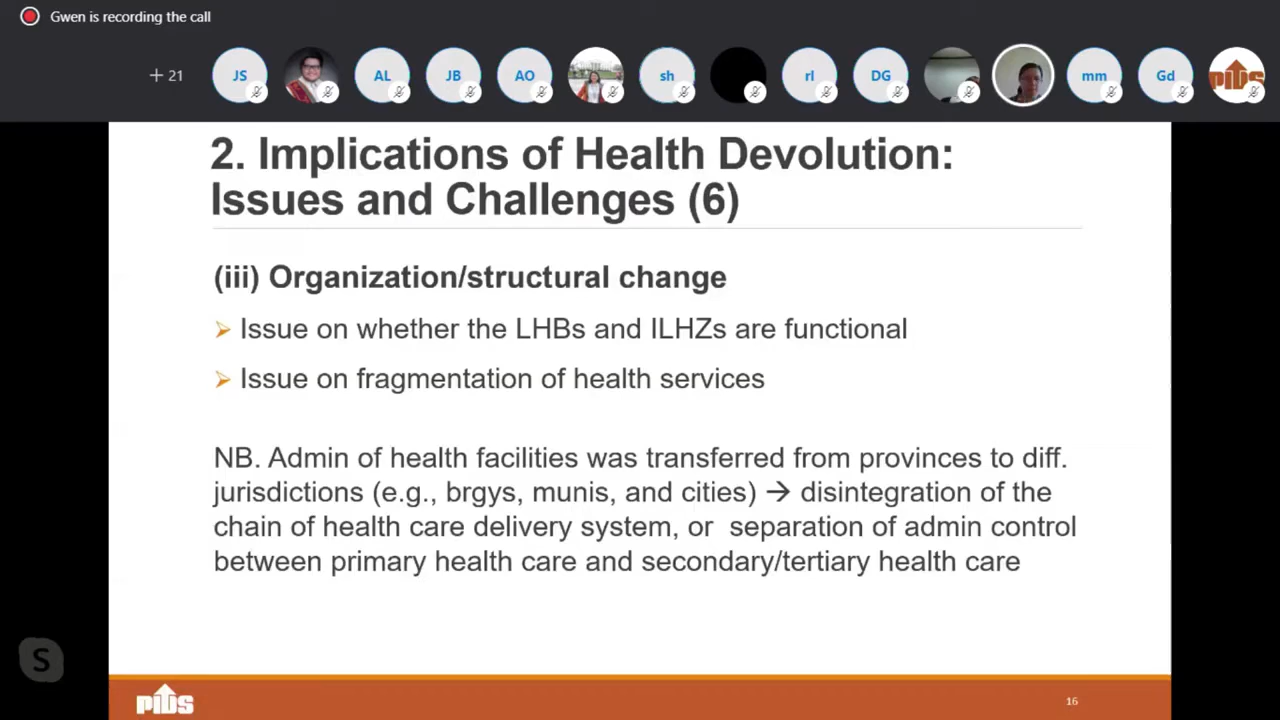 Gwen is recording the call
+ 21
JS
AL
JB
AO
sh
rl
DG
mm
Gd
PIDS
2. Implications of Health Devolution:
Issues and Challenges (6)
(iii) Organization/structural change
Issue on whether the LHBs and ILHZs are functional
Issue on fragmentation of health services
NB. Admin of health facilities was transferred from provinces to diff.
jurisdictions (e.g., brgys, munis, and cities) → disintegration of the
chain of health care delivery system, or separation of admin control
between primary health care and secondary/tertiary health care
S
PIDS
16